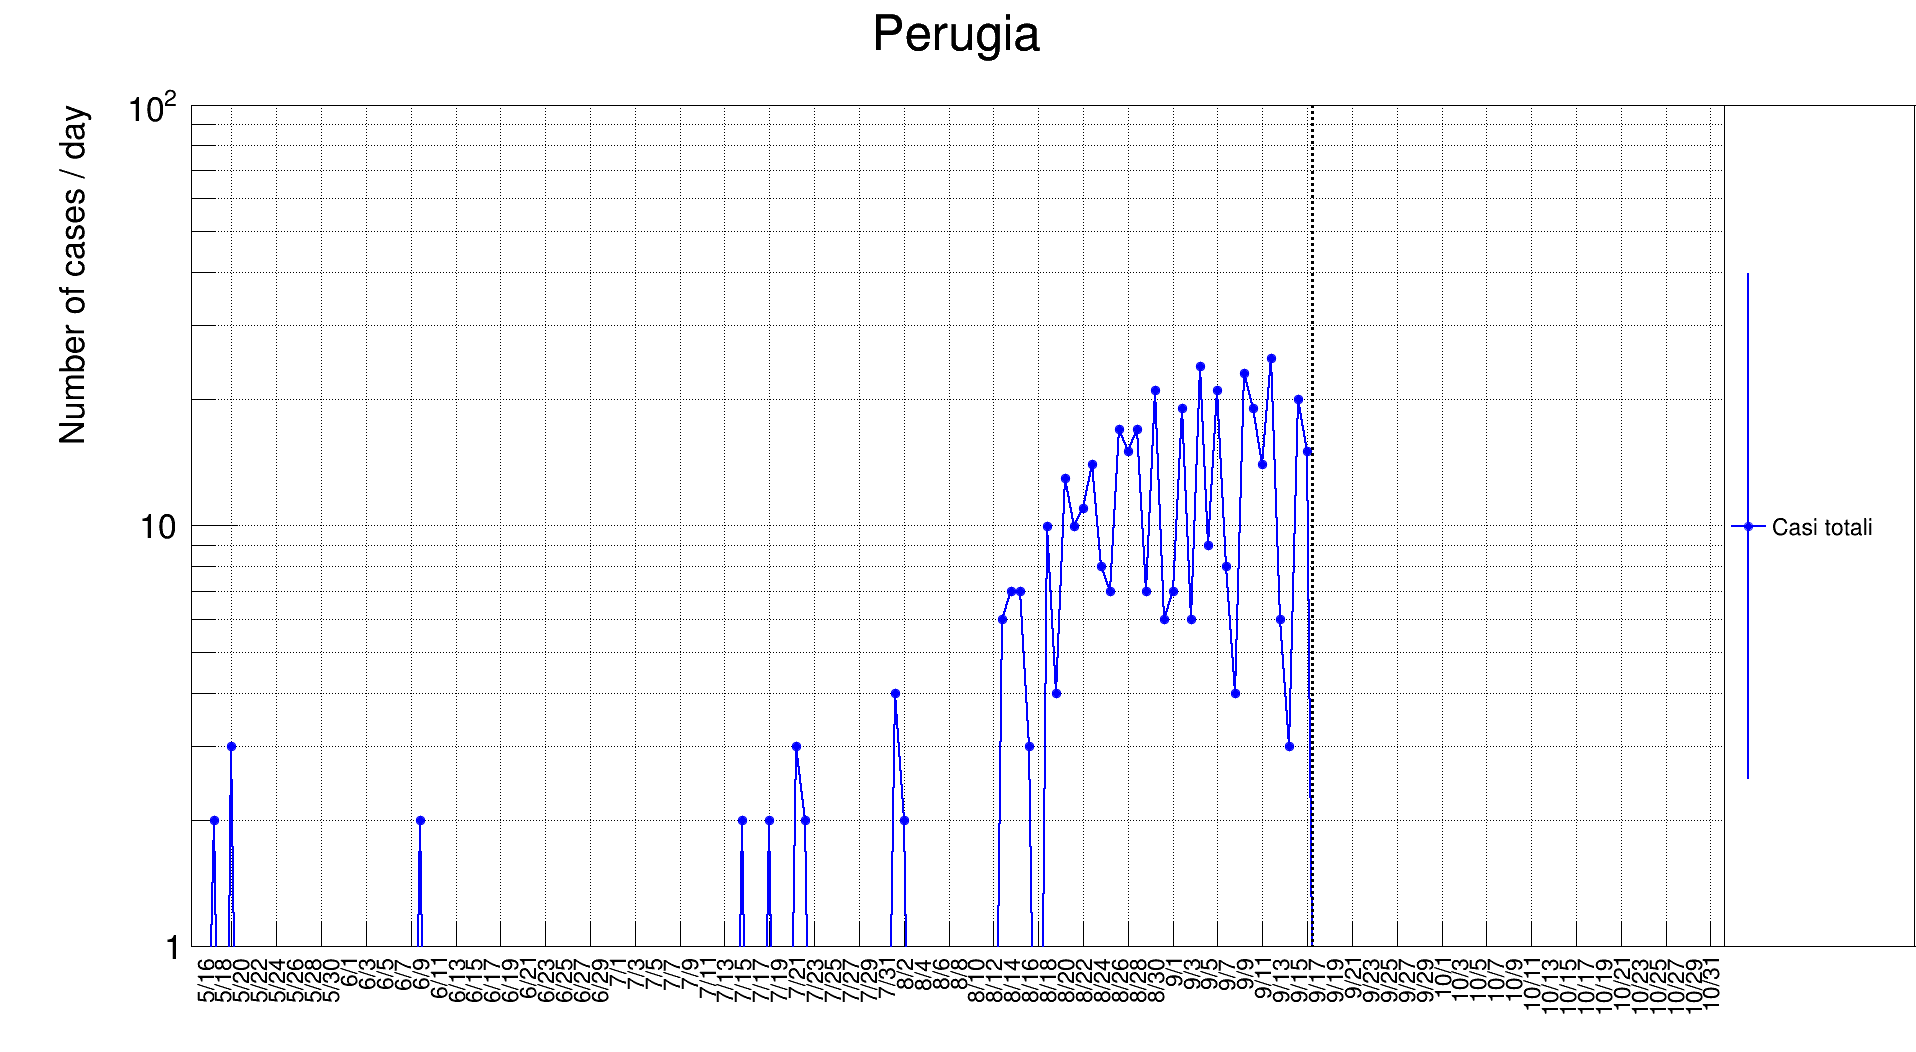 Perugia
Number of cases / day
10²
10
1
Casi totali
5/16 5/18 5/20 5/22 5/24 5/26 5/28 5/30 6/1 6/3 6/5 6/7 6/9 6/11 6/13 6/15 6/17 6/19 6/21 6/23 6/25 6/27 6/29 7/1 7/3 7/5 7/7 7/9 7/11 7/13 7/15 7/17 7/19 7/21 7/23 7/25 7/27 7/29 7/31 8/2 8/4 8/6 8/8 8/10 8/12 8/14 8/16 8/18 8/20 8/22 8/24 8/26 8/28 8/30 9/1 9/3 9/5 9/7 9/9 9/11 9/13 9/15 9/17 9/19 9/21 9/23 9/25 9/27 9/29 10/1 10/3 10/5 10/7 10/9 10/11 10/13 10/15 10/17 10/19 10/21 10/23 10/25 10/27 10/29 10/31